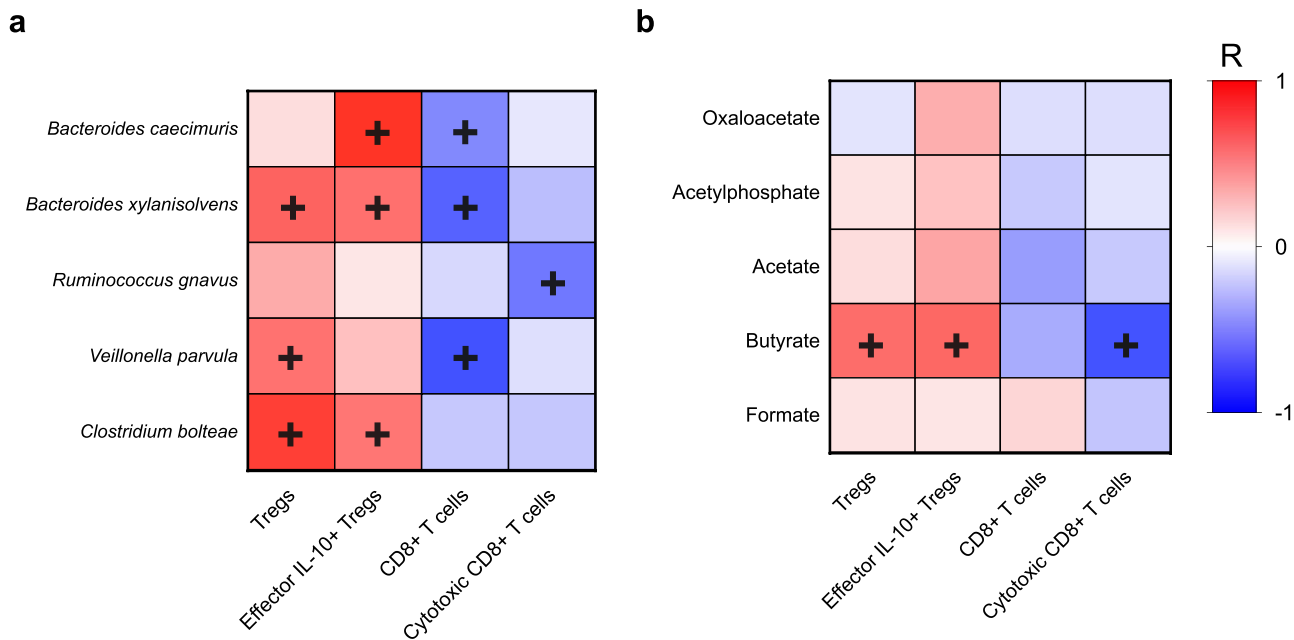 a
Bacteroides caecimuris
+ +
Bacteroides xylanisolvens
+ + +
Ruminococcus gnavus
+
Veillonella parvula
+ +
Clostridium bolteae
+ +
Tregs
Effector IL-10+ Tregs
CD8+ T cells
Cytotoxic CD8+ T cells
b
Oxaloacetate
Acetylphosphate
Acetate
Butyrate
+ + +
Formate
Tregs
Effector IL-10+ Tregs
CD8+ T cells
Cytotoxic CD8+ T cells
R
1
0
-1